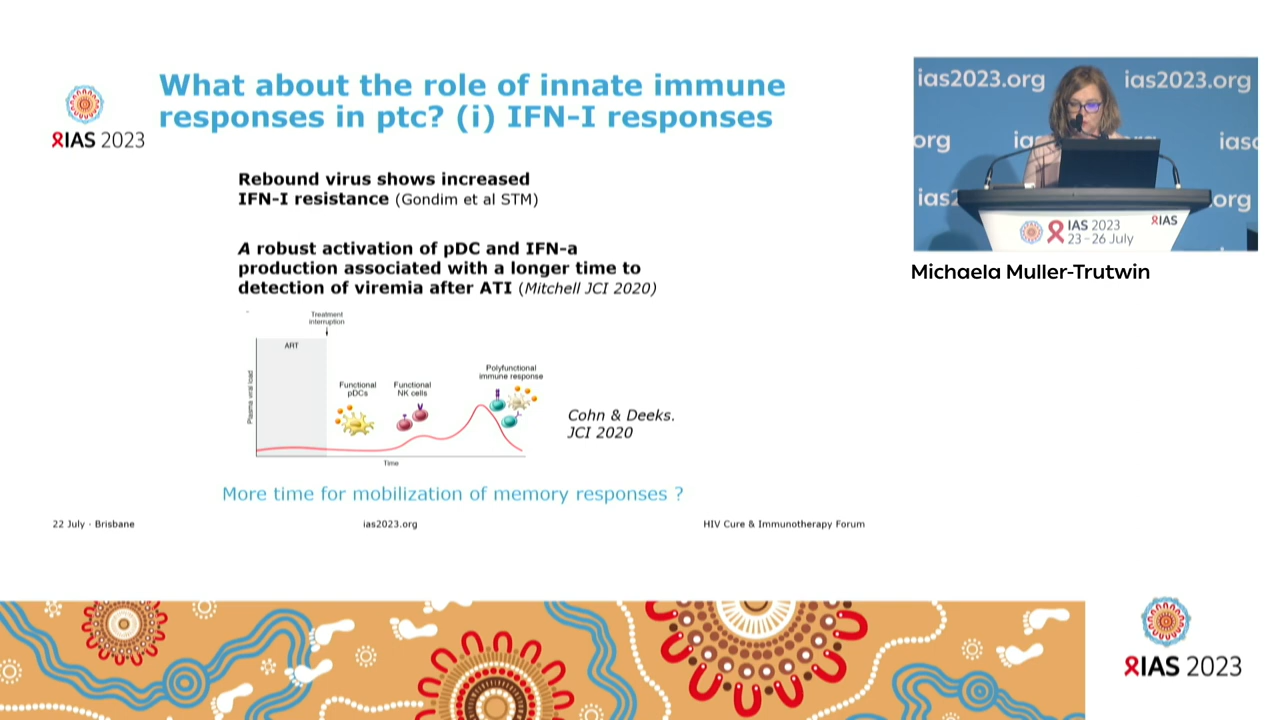 What about the role of innate immune
responses in ptc? (i) IFN-I responses
IAS 2023
Rebound virus shows increased
IFN-I resistance (Gondim et al STM)
A robust activation of pDC and IFN-a
production associated with a longer time to
detection of viremia after ATI (Mitchell JCI 2020)
Treatment
interruption
ART
Plasma viral load
Functional
pDCs
Functional
NK cells
Polyfunctional
immune response
Time
Cohn & Deeks.
JCI 2020
More time for mobilization of memory responses ?
22 July · Brisbane
ias2023.org
HIV Cure & Immunotherapy Forum
ias2023.org
ias2023.org
org
ias
ias2
.org
IAS 2023
23-26 July
IAS
Michaela Muller-Trutwin
IAS 2023